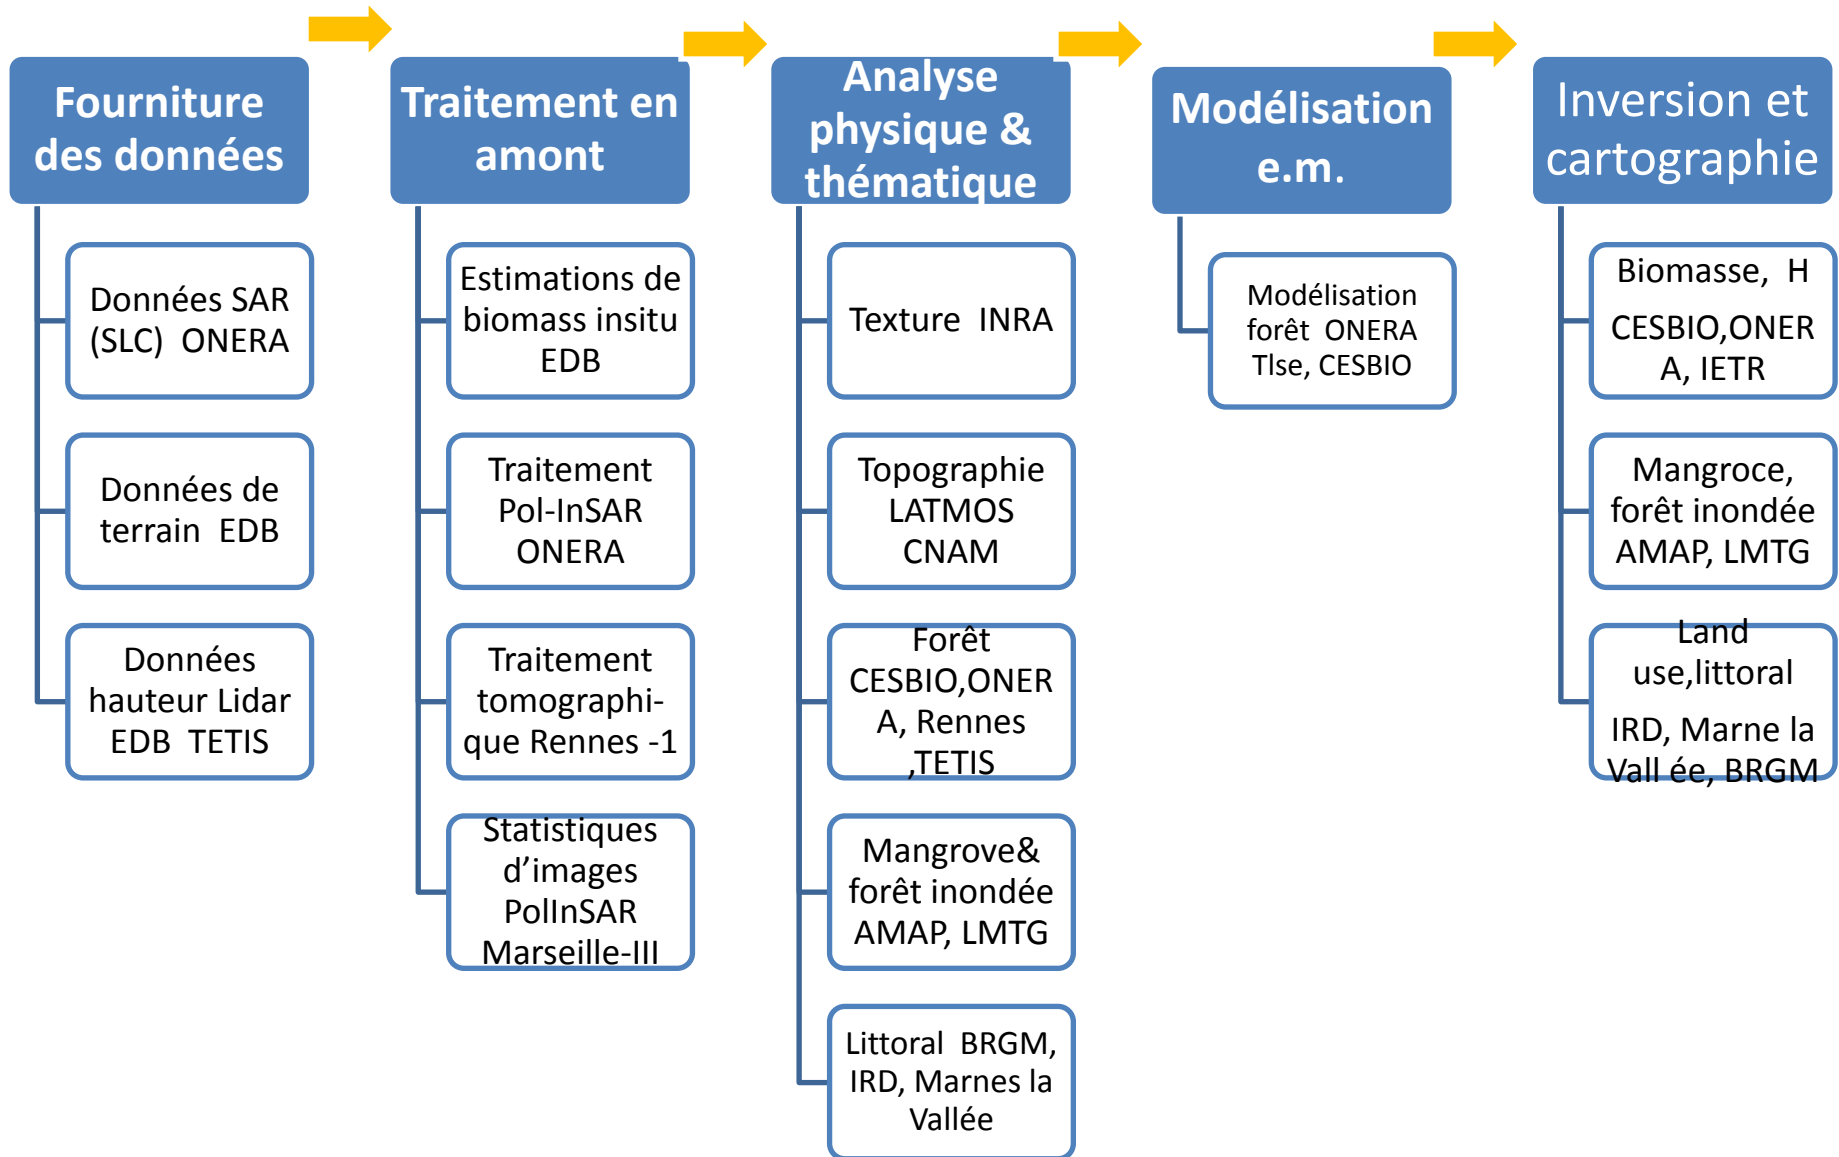 Fourniture
des données
Données SAR
(SLC) ONERA
Données de
terrain EDB
Données
hauteur Lidar
EDB TETIS
Traitement en
amont
Estimations de
biomass insitu
EDB
Traitement
Pol-InSAR
ONERA
Traitement
tomographi-
que Rennes -1
Statistiques
d’images
PolInSAR
Marseille-III
Analyse
physique &
thématique
Texture INRA
Topographie
LATMOS
CNAM
Forêt
CESBIO,ONER
A, Rennes
,TETIS
Mangrove&
forêt inondée
AMAP, LMTG
Littoral BRGM,
IRD, Marnes la
Vallée
Modélisation
e.m.
Modélisation
forêt ONERA
Tlse, CESBIO
Inversion et
cartographie
Biomasse, H
CESBIO,ONER
A, IETR
Mangroce,
forêt inondée
AMAP, LMTG
Land
use,littoral
IRD, Marne la
Vall ée, BRGM